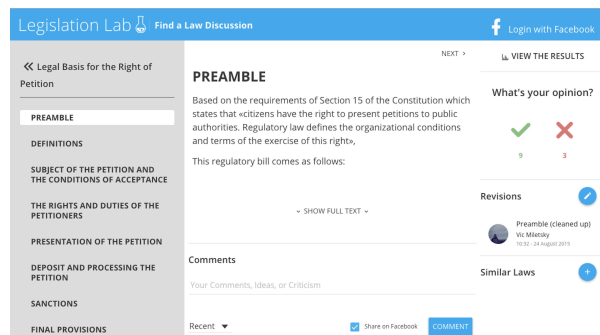 Legislation Lab Find a Law Discussion
Login with Facebook
Legal Basis for the Right of
Petition
PREAMBLE
DEFINITIONS
SUBJECT OF THE PETITION AND
THE CONDITIONS OF ACCEPTANCE
THE RIGHTS AND DUTIES OF THE
PETITIONERS
PRESENTATION OF THE PETITION
DEPOSIT AND PROCESSING THE
PETITION
SANCTIONS
FINAL PROVISIONS
NEXT >
PREAMBLE
Based on the requirements of Section 15 of the Constitution which
states that «citizens have the right to present petitions to public
authorities. Regulatory law defines the organizational conditions
and terms of the exercise of this right»,
This regulatory bill comes as follows:
SHOW FULL TEXT
Comments
Your Comments, Ideas, or Criticism
Recent
Share on Facebook
COMMENT
VIEW THE RESULTS
What's your opinion?
9 3
Revisions
Preamble (cleaned up)
Vic Miletsky
10:32 - 24 August 2015
Similar Laws